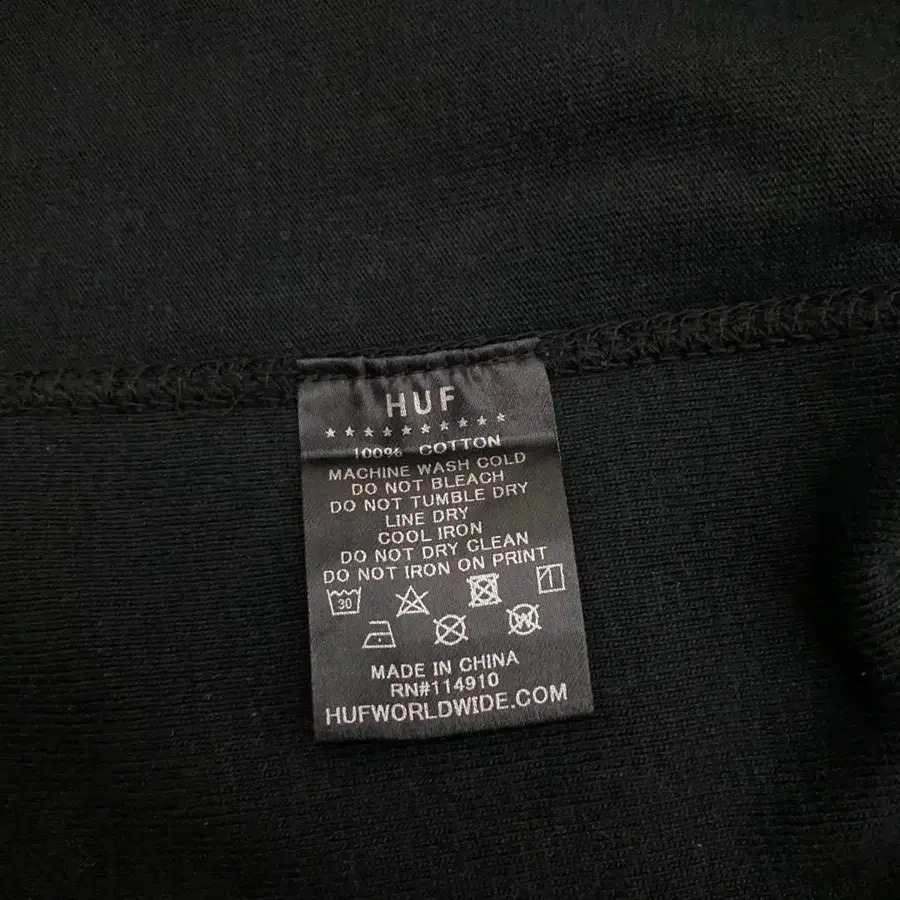 HUF
★★★★★★★★★★
100% COTTON
MACHINE WASH COLD
DO NOT BLEACH
DO NOT TUMBLE DRY
LINE DRY
COOL IRON
DO NOT DRY CLEAN
DO NOT IRON ON PRINT
30
W
MADE IN CHINA
RN#114910
HUFWORLDWIDE.COM